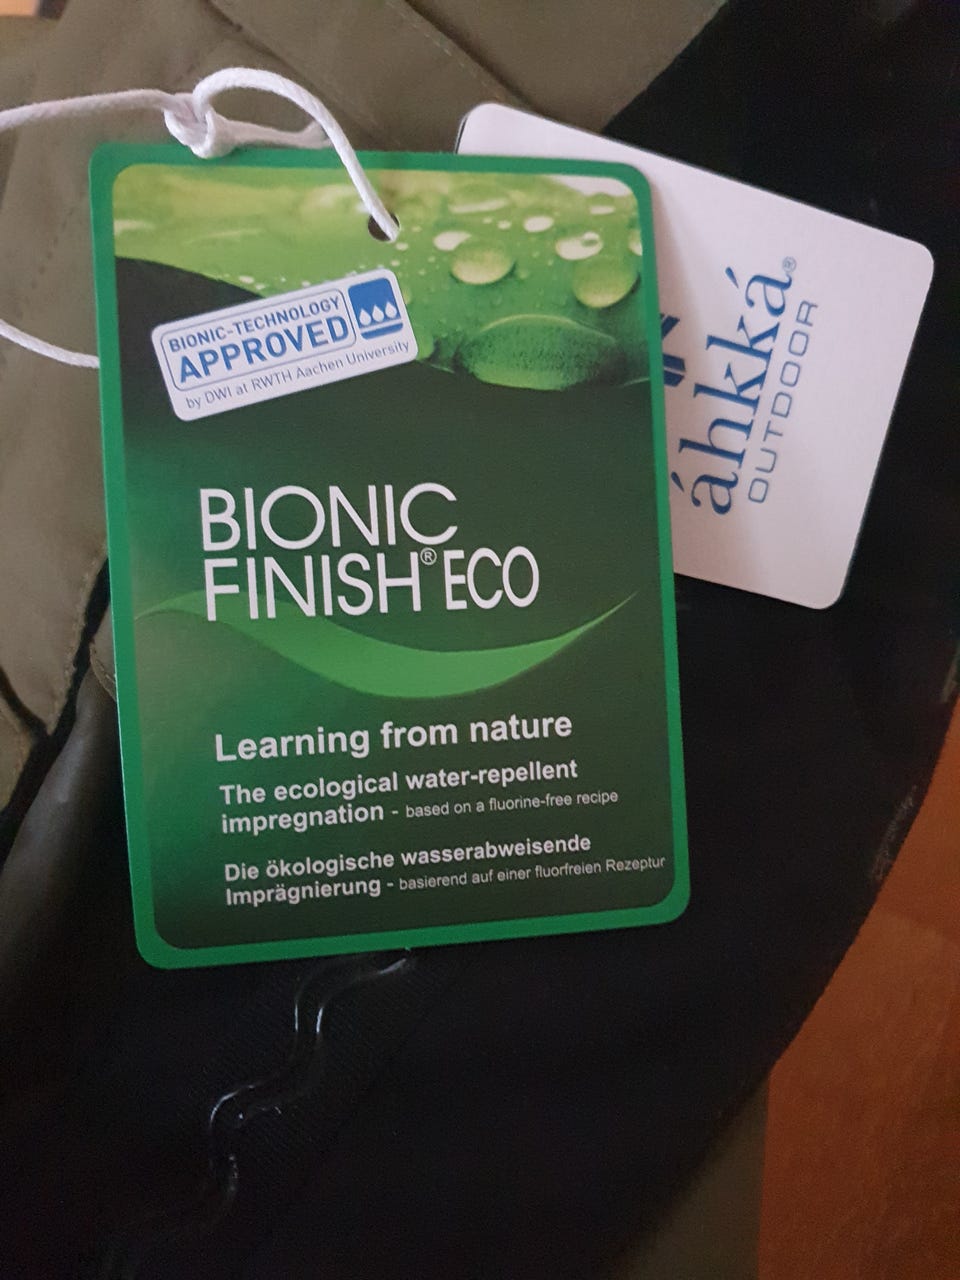 BIONIC-TECHNOLOGY
APPROVED
by DWI at RWTH Aachen University
BIONIC
FINISH® ECO
Learning from nature
The ecological water-repellent
impregnation - based on a fluorine-free recipe
Die ökologische wasserabweisende
Imprägnierung - basierend auf einer fluorfreien Rezeptur
áhkká®
OUTDOOR